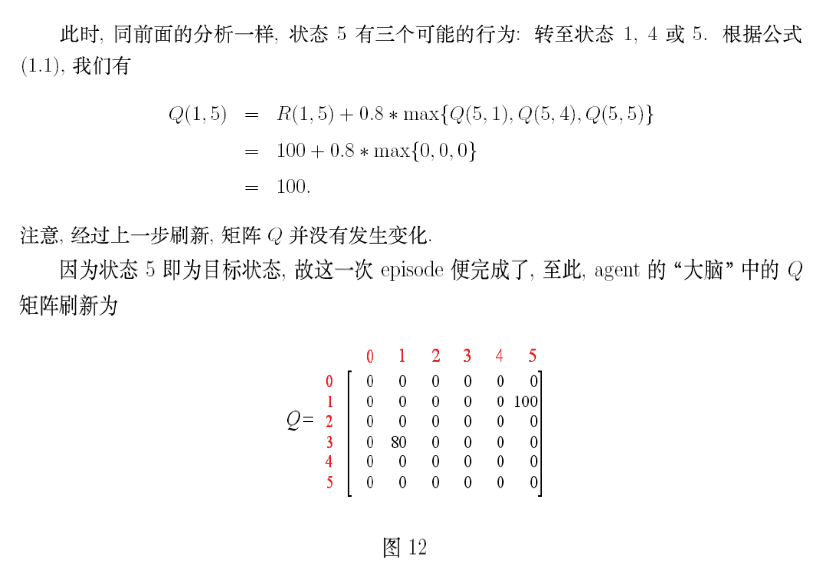 此时, 同前面的分析一样, 状态 5 有三个可能的行为: 转至状态 1, 4 或 5. 根据公式
(1.1), 我们有
Q(1, 5) = R(1, 5) + 0.8 ∗ max{Q(5, 1), Q(5, 4), Q(5, 5)}
= 100 + 0.8 ∗ max{0, 0, 0}
= 100.
注意, 经过上一步刷新, 矩阵 Q 并没有发生变化.
因为状态 5 即为目标状态, 故这一次 episode 便完成了, 至此, agent 的 “大脑” 中的 Q
矩阵刷新为
0 1 2 3 4 5
0 0 0 0 0 0 0
1 0 0 0 0 0 100
Q= 2 0 0 0 0 0 0
3 0 80 0 0 0 0
4 0 0 0 0 0 0
5 0 0 0 0 0 0
图 12